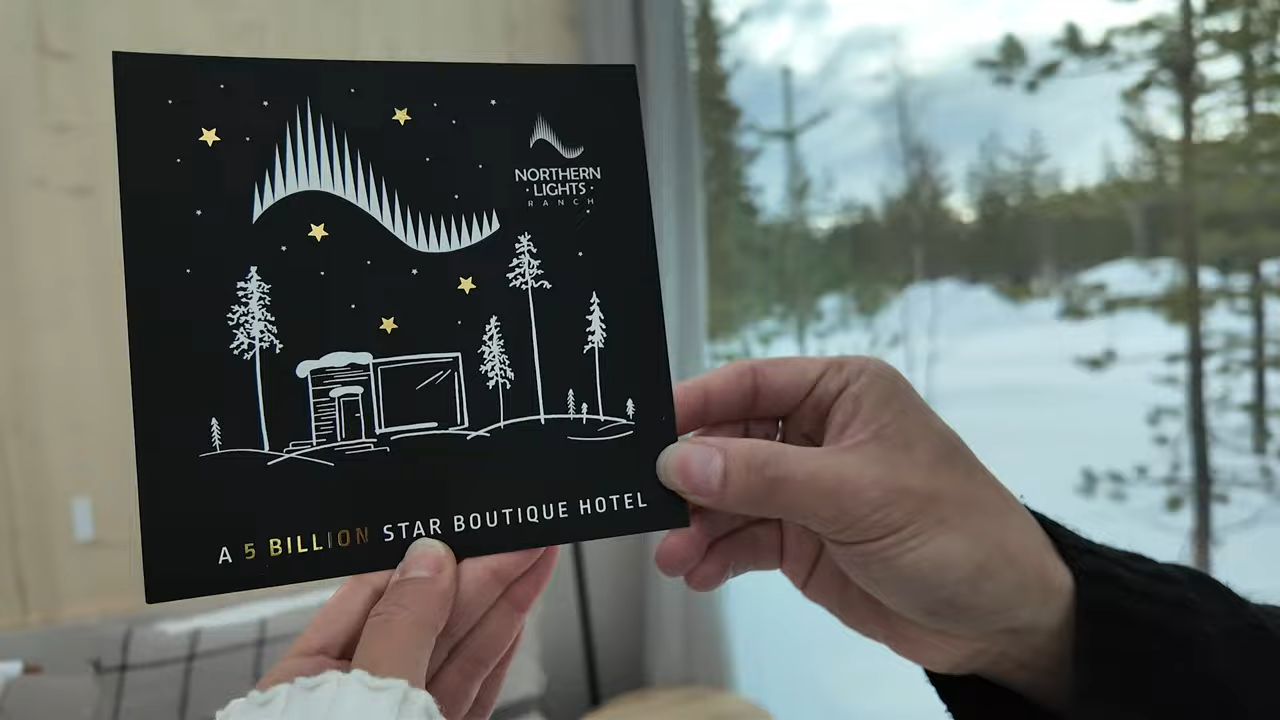 NORTHERN
· LIGHTS ·
RANCH
A 5 BILLION STAR BOUTIQUE HOTEL